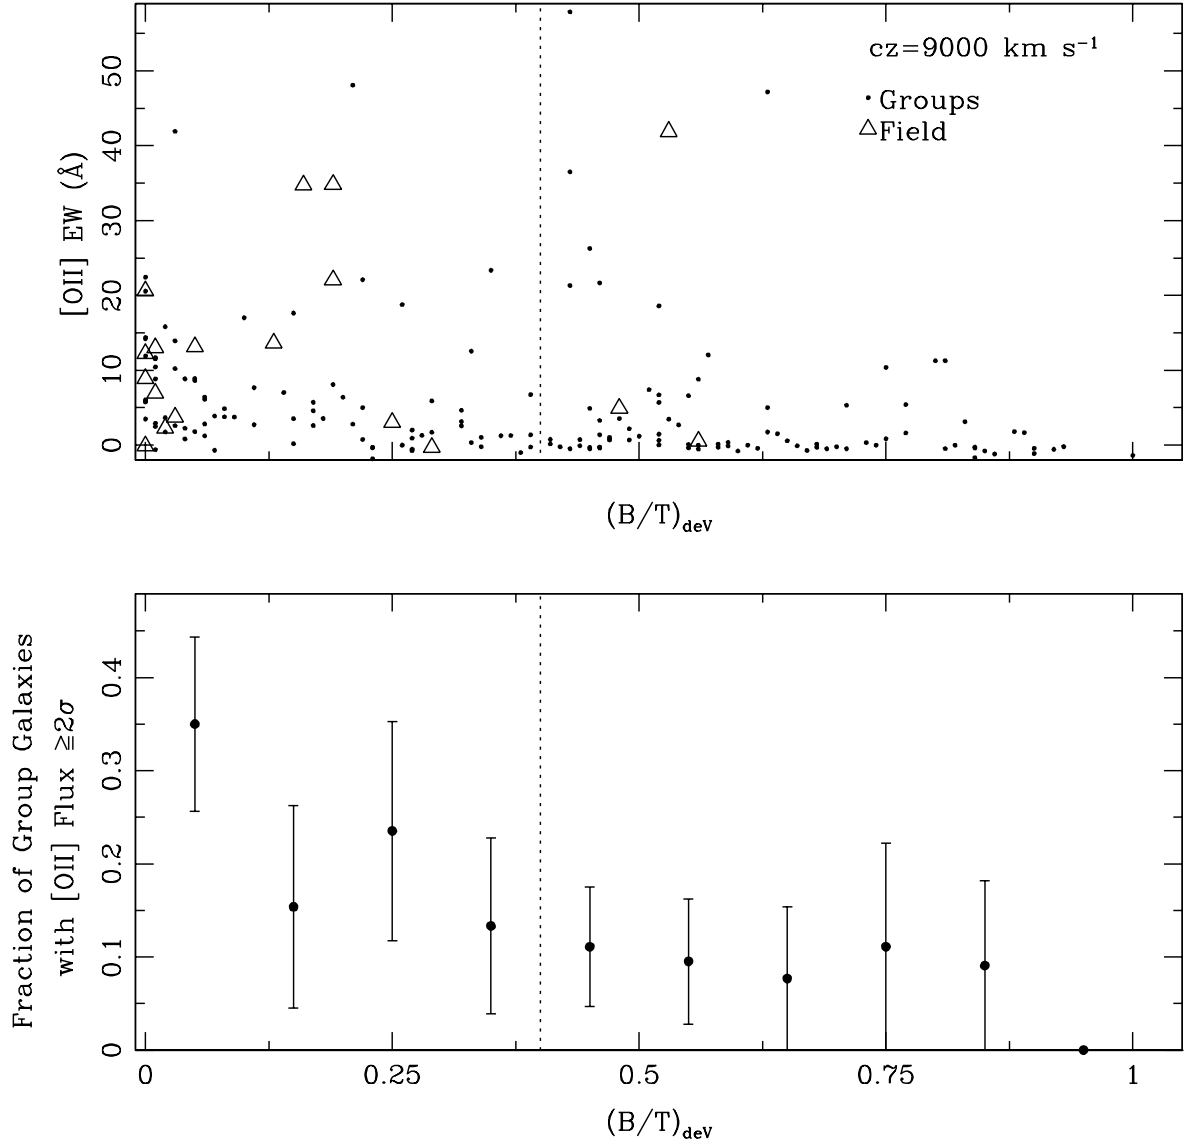 cz=9000 km s⁻¹
Groups
Field
[OII] EW (Å)
50
40
30
20
10
0
(B/T)deV
Fraction of Group Galaxies
with [OII] Flux ≧2σ
0.4
0.3
0.2
0.1
0
0 0.25 0.5 0.75 1
(B/T)deV